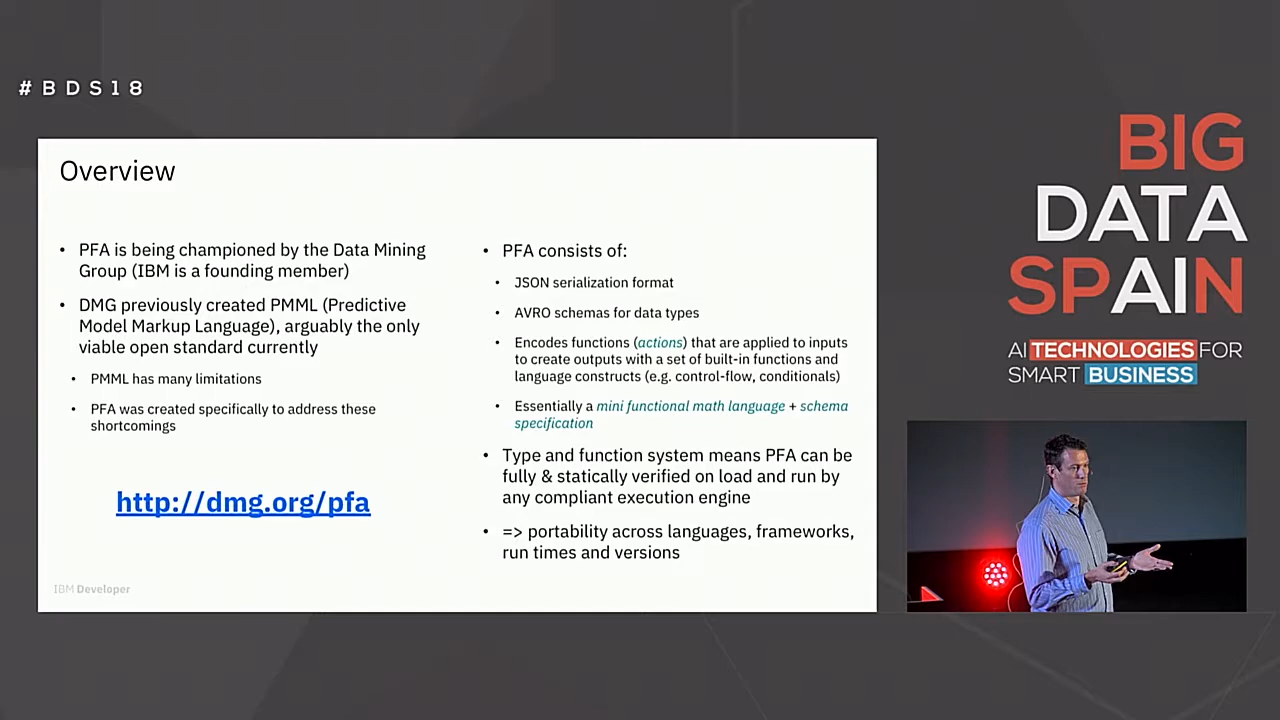 #BDS18
Overview
• PFA is being championed by the Data Mining
Group (IBM is a founding member)
• DMG previously created PMML (Predictive
Model Markup Language), arguably the only
viable open standard currently
• PMML has many limitations
• PFA was created specifically to address these
shortcomings
http://dmg.org/pfa
IBM Developer
• PFA consists of:
• JSON serialization format
• AVRO schemas for data types
• Encodes functions (actions) that are applied to inputs
to create outputs with a set of built-in functions and
language constructs (e.g. control-flow, conditionals)
• Essentially a mini functional math language + schema
specification
• Type and function system means PFA can be
fully & statically verified on load and run by
any compliant execution engine
• => portability across languages, frameworks,
run times and versions
BIG
DATA
SPAIN
AI TECHNOLOGIES FOR
SMART BUSINESS